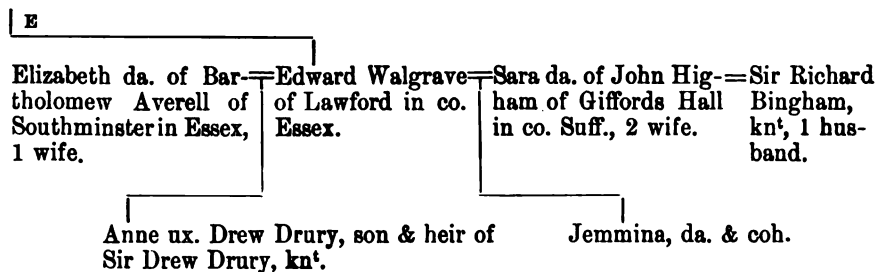 E
Elizabeth da. of Bar-
tholomew Averell of
Southminster in Essex,
1 wife.
Edward Walgrave
of Lawford in co.
Essex.
Sara da. of John Hig-
ham of Giffords Hall
in co. Suff., 2 wife.
Sir Richard
Bingham,
knᵗ, 1 hus-
band.
Anne ux. Drew Drury, son & heir of
Sir Drew Drury, knᵗ.
Jemmina, da. & coh.